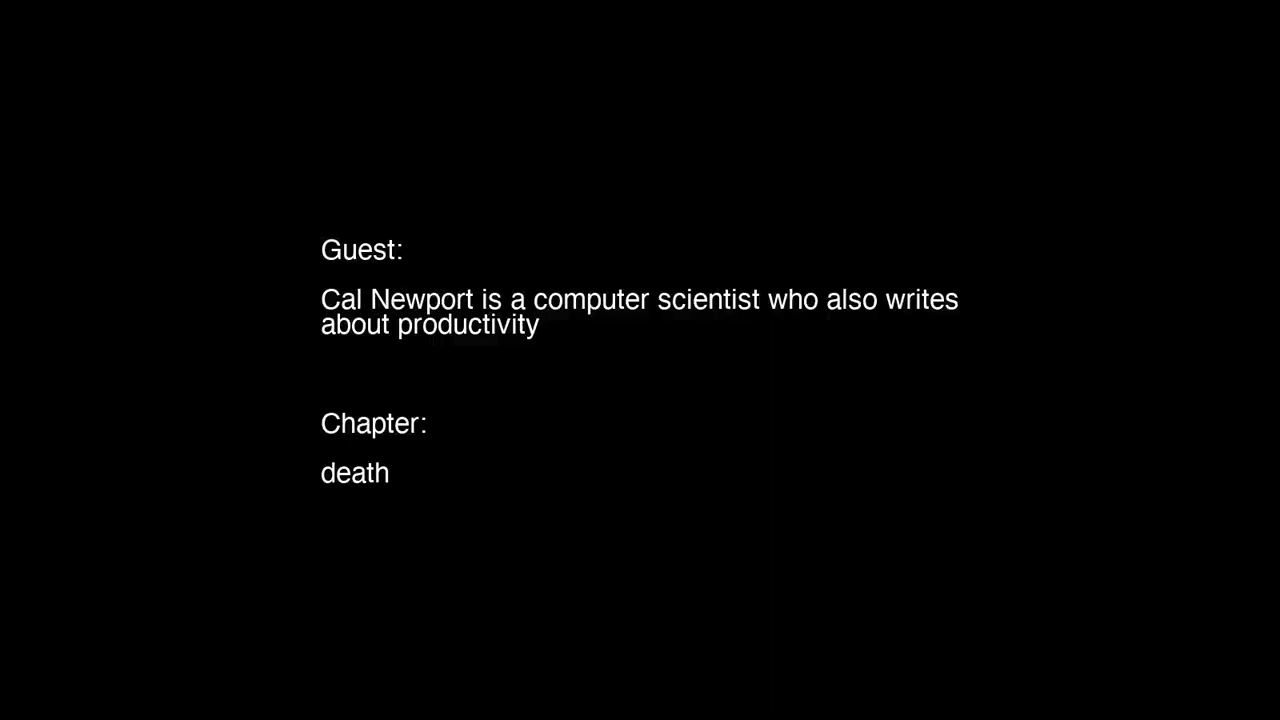 Guest:
Cal Newport is a computer scientist who also writes
about productivity
Chapter:
death